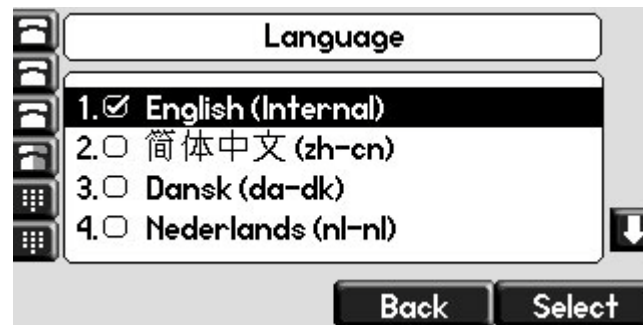 Language
1. English (Internal)
2. 简体中文 (zh-cn)
3. Dansk (da-dk)
4. Nederlands (nl-nl)
Back Select